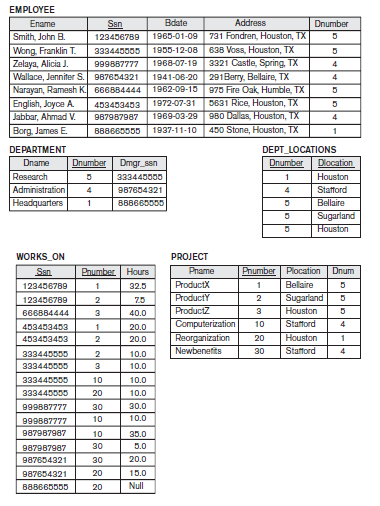 EMPLOYEE
Ename Ssn Bdate Address Dnumber
Smith, John B. 123456789 1965-01-09 731 Fondren, Houston, TX 5
Wong, Franklin T. 333445555 1955-12-08 638 Voss, Houston, TX 5
Zelaya, Alicia J. 999887777 1968-07-19 3321 Castle, Spring, TX 4
Wallace, Jennifer S. 987654321 1941-06-20 291Berry, Bellaire, TX 4
Narayan, Ramesh K. 666884444 1962-09-15 975 Fire Oak, Humble, TX 5
English, Joyce A. 453453453 1972-07-31 5631 Rice, Houston, TX 5
Jabbar, Ahmad V. 987987987 1969-03-29 980 Dallas, Houston, TX 4
Borg, James E. 888665555 1937-11-10 450 Stone, Houston, TX 1
DEPARTMENT
Dname Dnumber Dmgr_ssn
Research 5 333445555
Administration 4 987654321
Headquarters 1 888665555
DEPT_LOCATIONS
Dnumber Dlocation
1 Houston
4 Stafford
5 Bellaire
5 Sugarland
5 Houston
WORKS_ON
Ssn Pnumber Hours
123456789 1 32.5
123456789 2 7.5
666884444 3 40.0
453453453 1 20.0
453453453 2 20.0
333445555 2 10.0
333445555 3 10.0
333445555 10 10.0
333445555 20 10.0
999887777 30 30.0
999887777 10 10.0
987987987 10 35.0
987987987 30 5.0
987654321 30 20.0
987654321 20 15.0
888665555 20 Null
PROJECT
Pname Pnumber Plocation Dnum
ProductX 1 Bellaire 5
ProductY 2 Sugarland 5
ProductZ 3 Houston 5
Computerization 10 Stafford 4
Reorganization 20 Houston 1
Newbenefits 30 Stafford 4